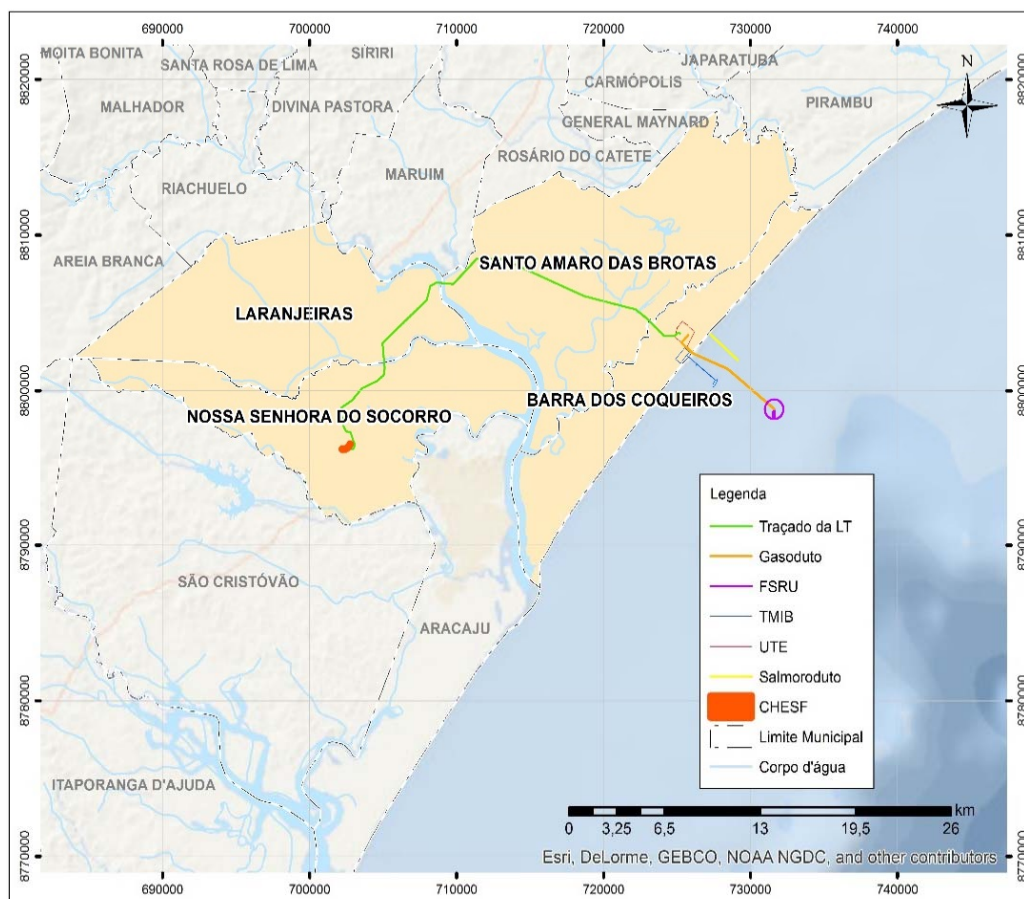 690000 700000 710000 720000 730000 740000
MOITA BONITA
SIRIRI
JAPARATUBA
SANTA ROSA DE LIMA
N
8820000
8820000
CARMÓPOLIS
MALHADOR
DIVINA PASTORA
PIRAMBU
GENERAL MAYNARD
ROSÁRIO DO CATETE
MARUIM
RIACHUELO
8810000
8810000
AREIA BRANCA
SANTO AMARO DAS BROTAS
LARANJEIRAS
8800000
8800000
BARRA DOS COQUEIROS
NOSSA SENHORA DO SOCORRO
Legenda
Traçado da LT
Gasoduto
FSRU
TMIB
UTE
Salmoroduto
CHESF
Limite Municipal
Corpo d'água
8790000
8790000
SÃO CRISTÓVÃO
ARACAJU
8780000
8780000
ITAPORANGA D'AJUDA
km
0 3,25 6,5 13 19,5 26
Esri, DeLorme, GEBCO, NOAA NGDC, and other contributors
8770000
8770000
690000 700000 710000 720000 730000 740000